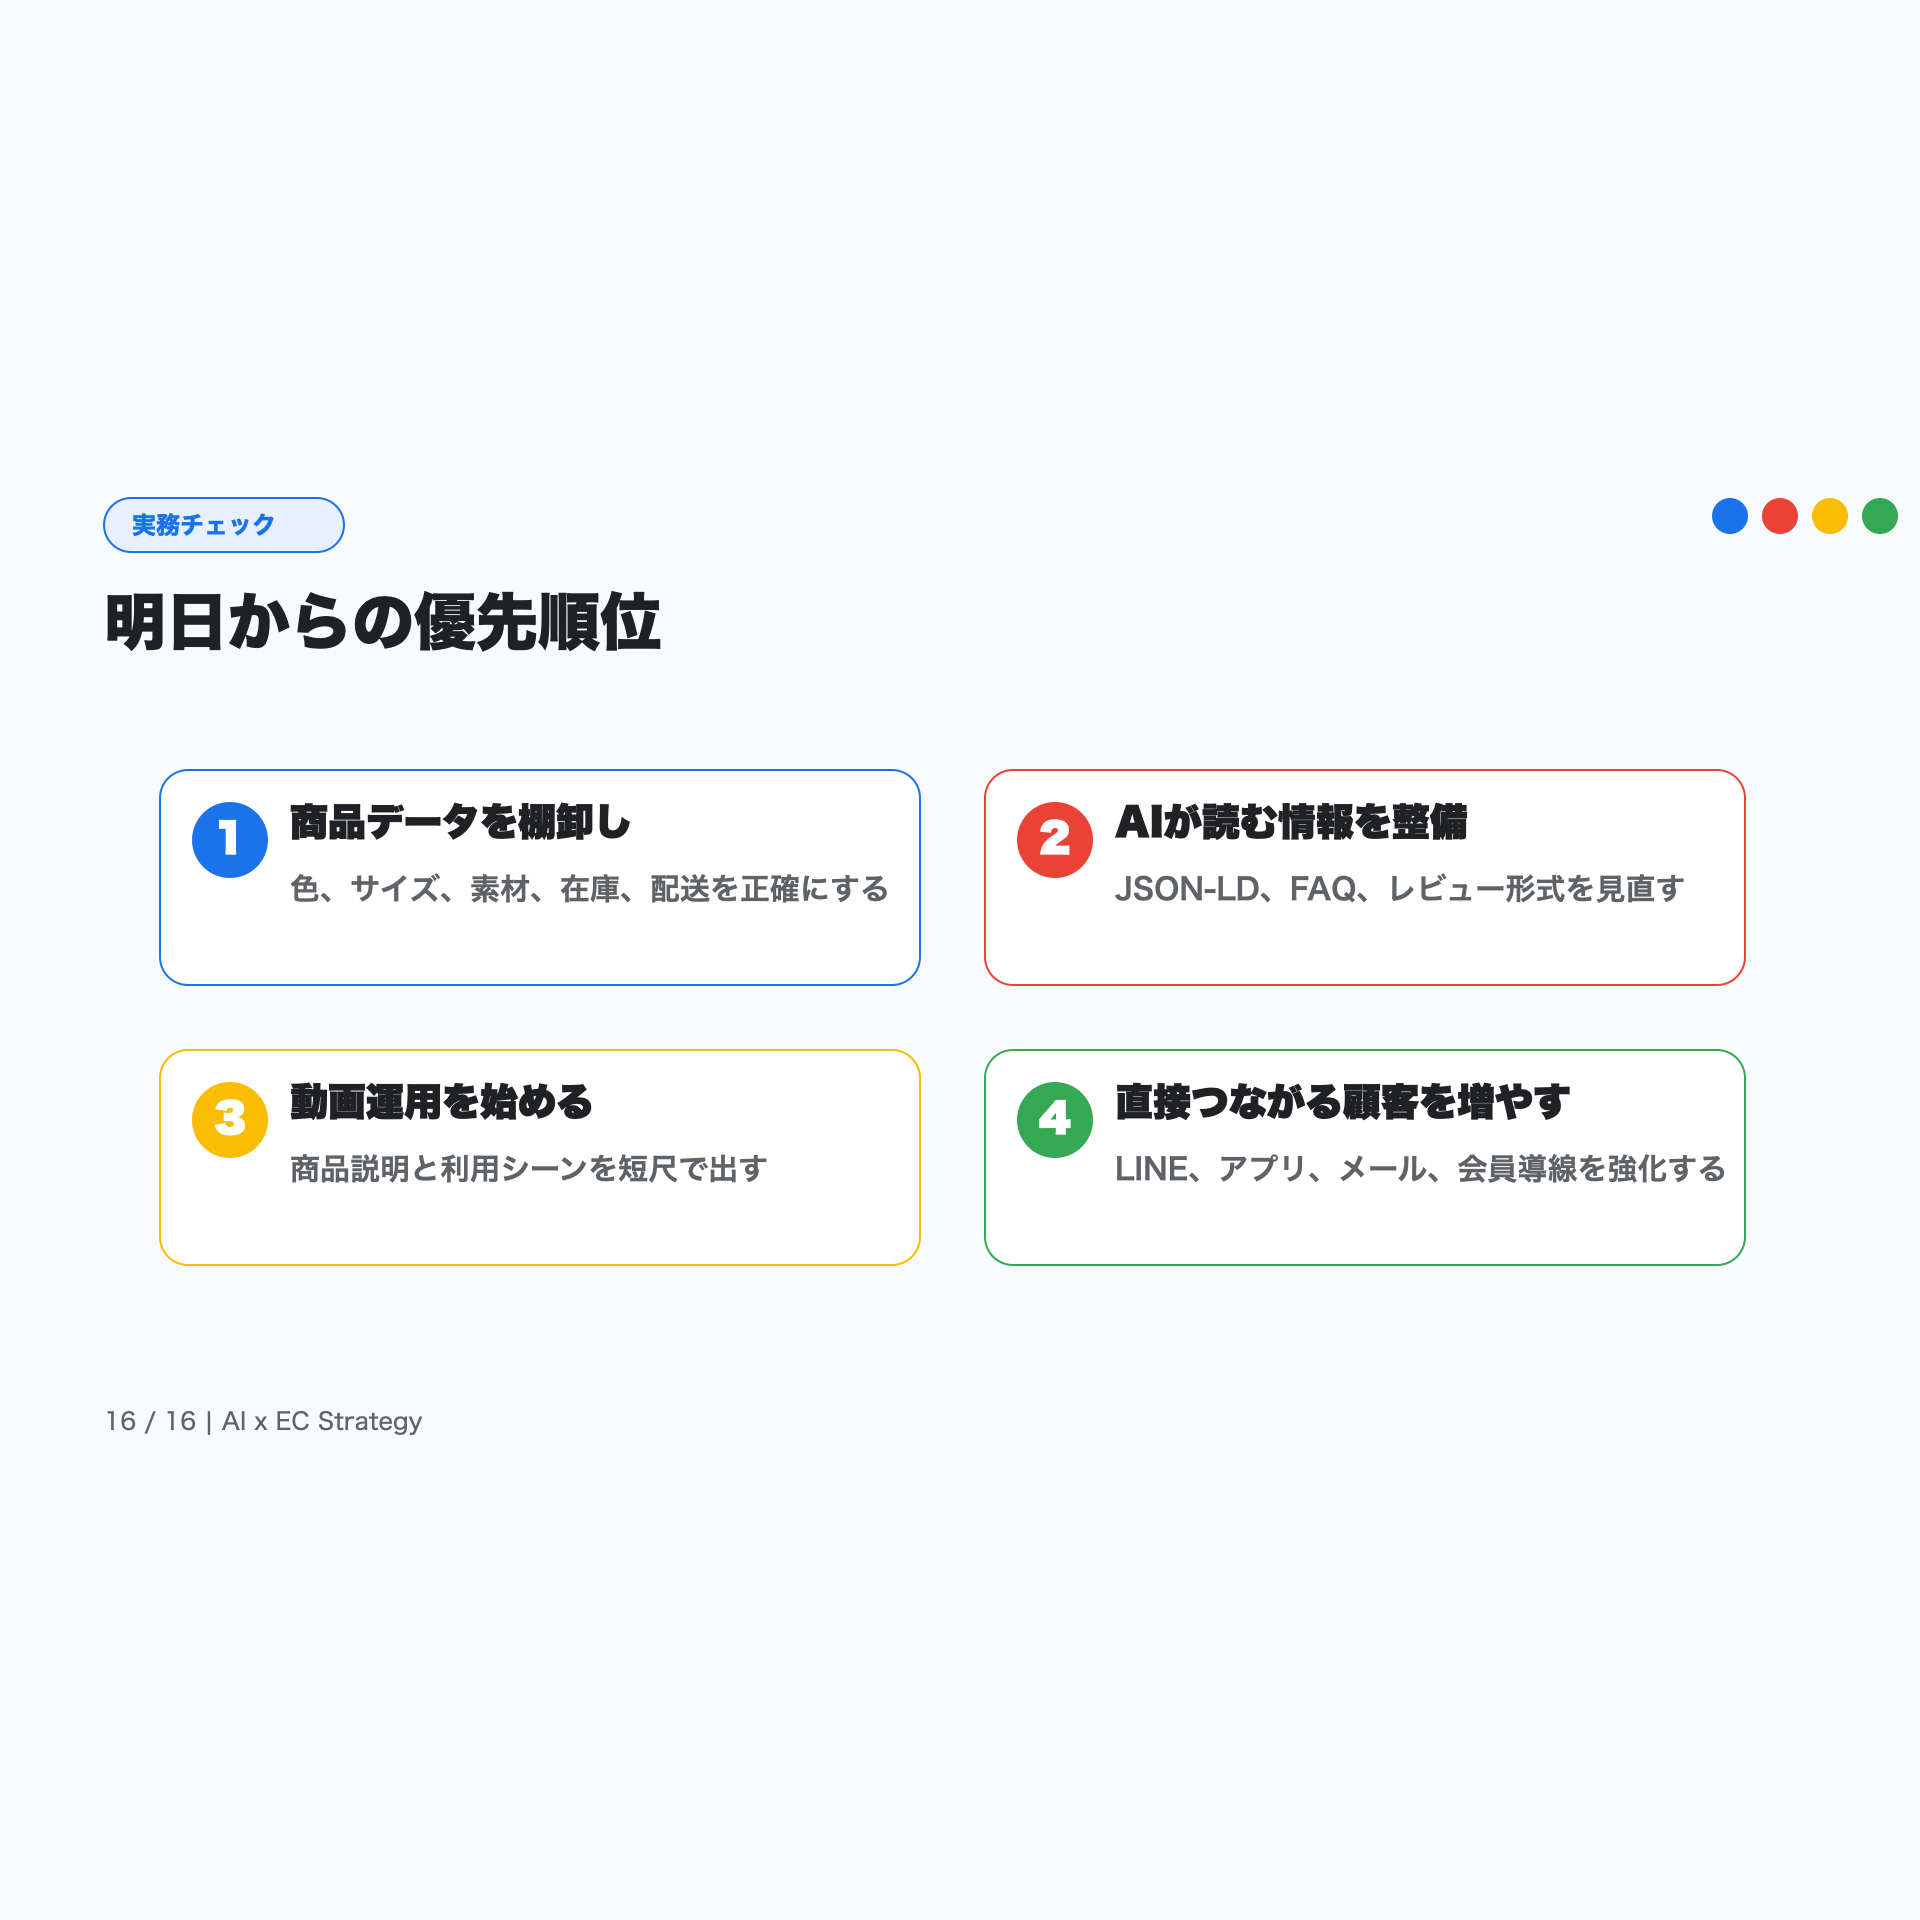 実務チェック
明日からの優先順位
1
商品データを棚卸し
色、サイズ、素材、在庫、配送を正確にする
2
AIが読む情報を整備
JSON-LD、FAQ、レビュー形式を見直す
3
動画運用を始める
商品説明と利用シーンを短尺で出す
4
直接つながる顧客を増やす
LINE、アプリ、メール、会員導線を強化する
16 / 16 | AI x EC Strategy